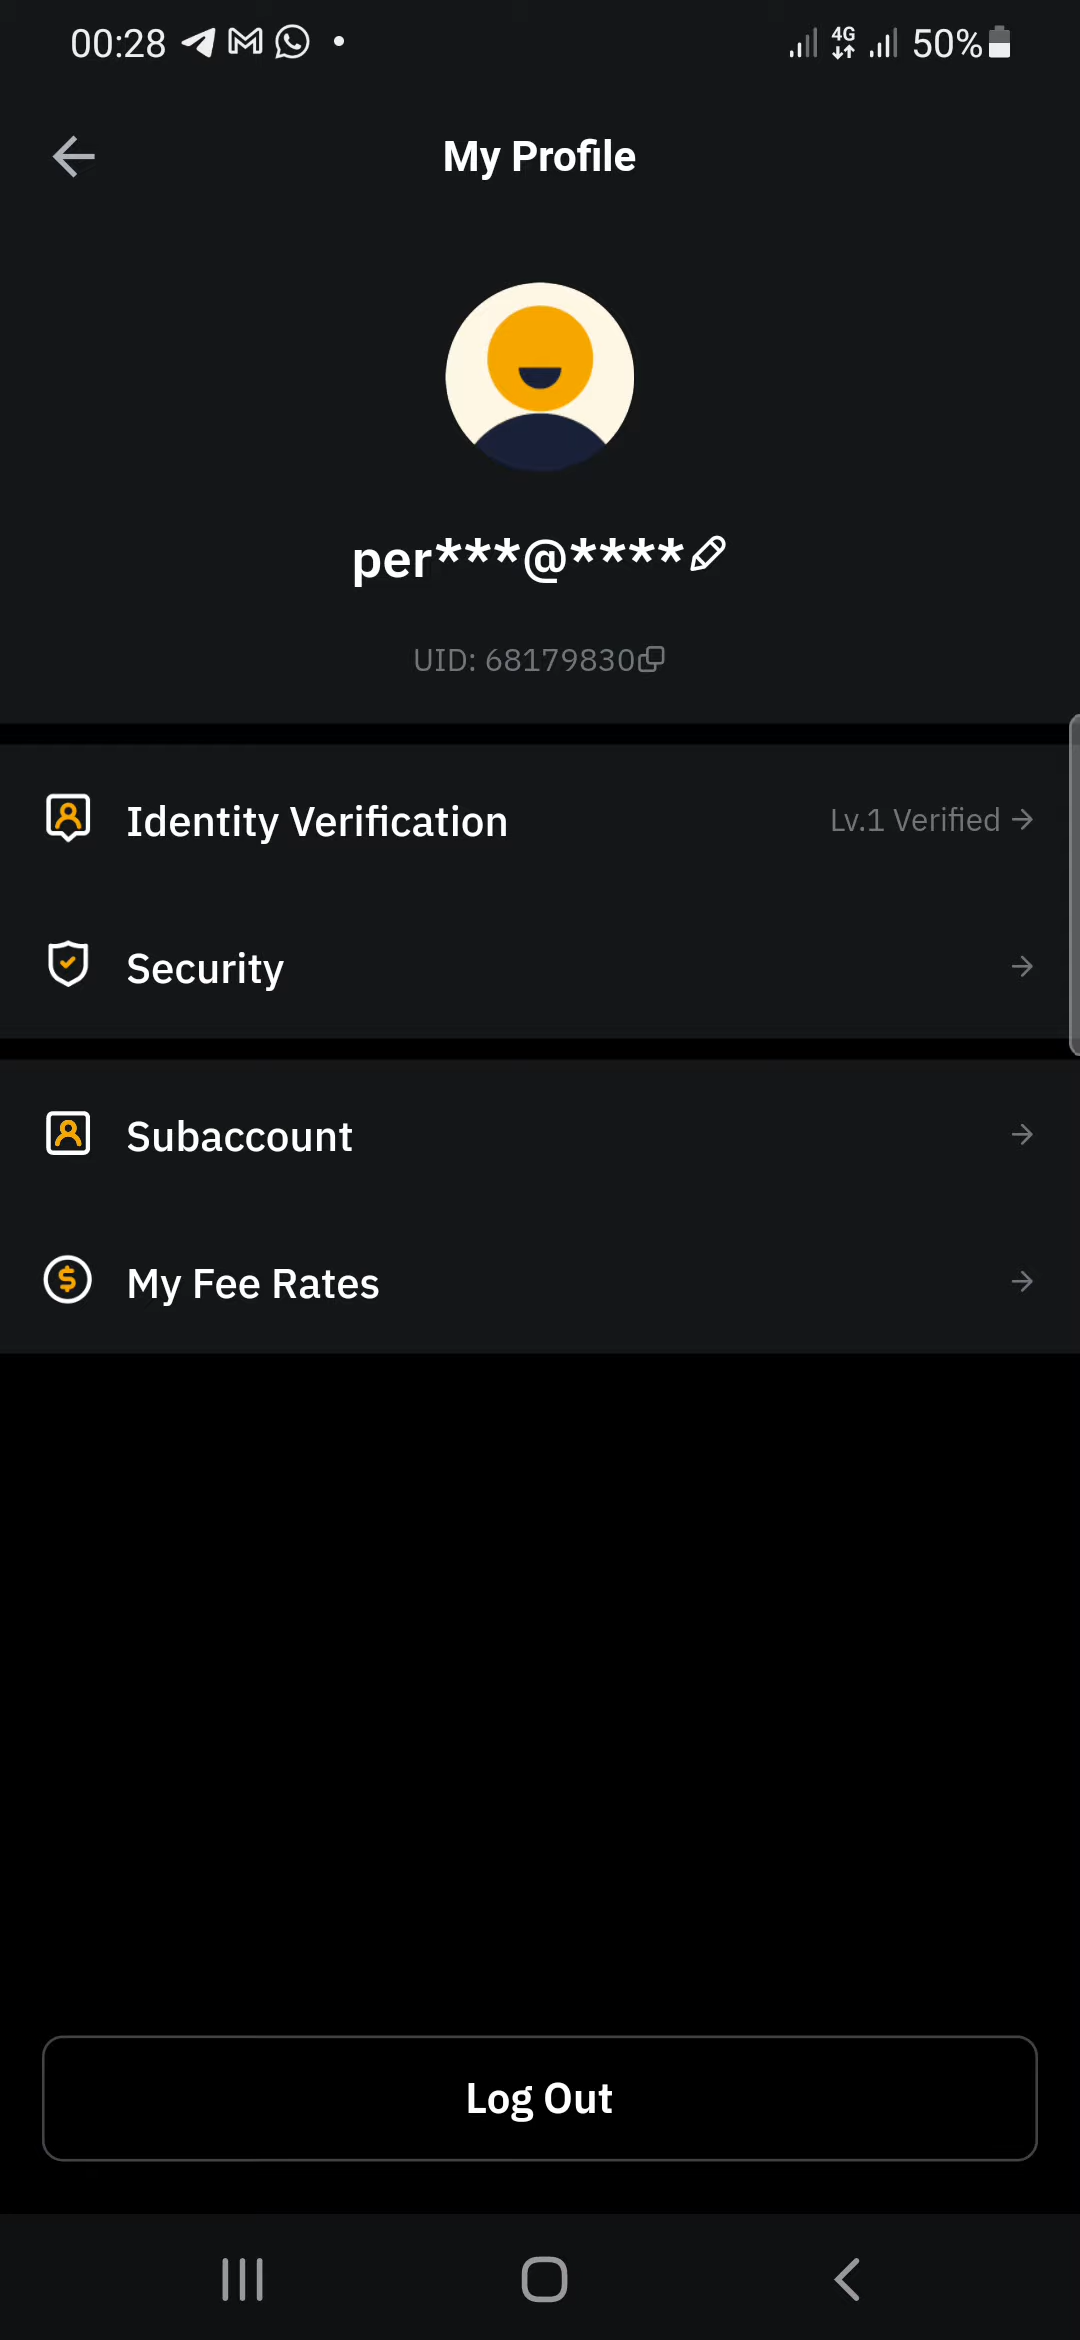 00:28 4G 50%
My Profile
per***@****
UID: 68179830
Identity Verification Lv.1 Verified
Security
Subaccount
My Fee Rates
Log Out